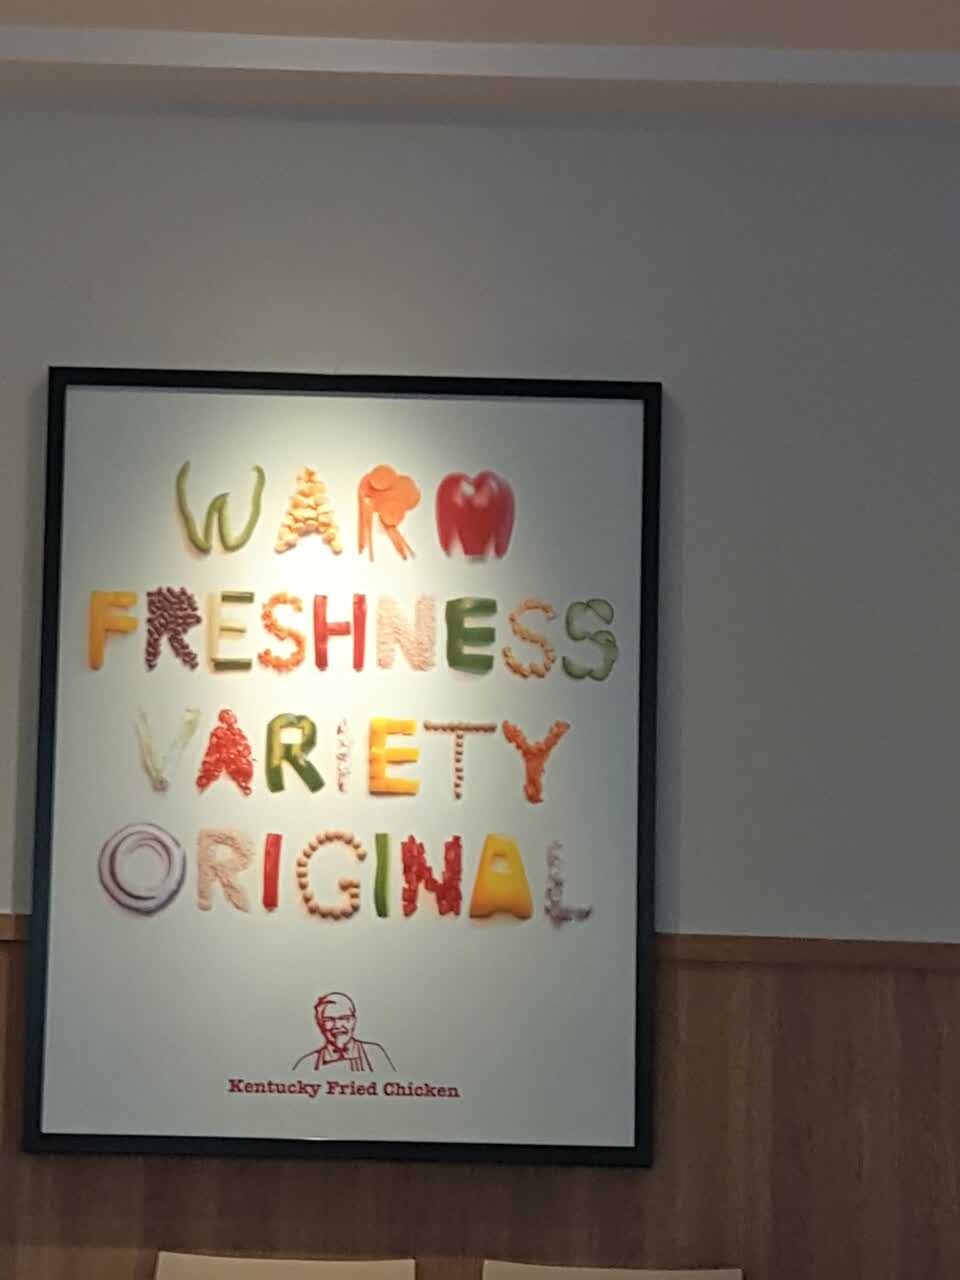 WARM
FRESHNESS
VARIETY
ORIGINAL
Kentucky Fried Chicken